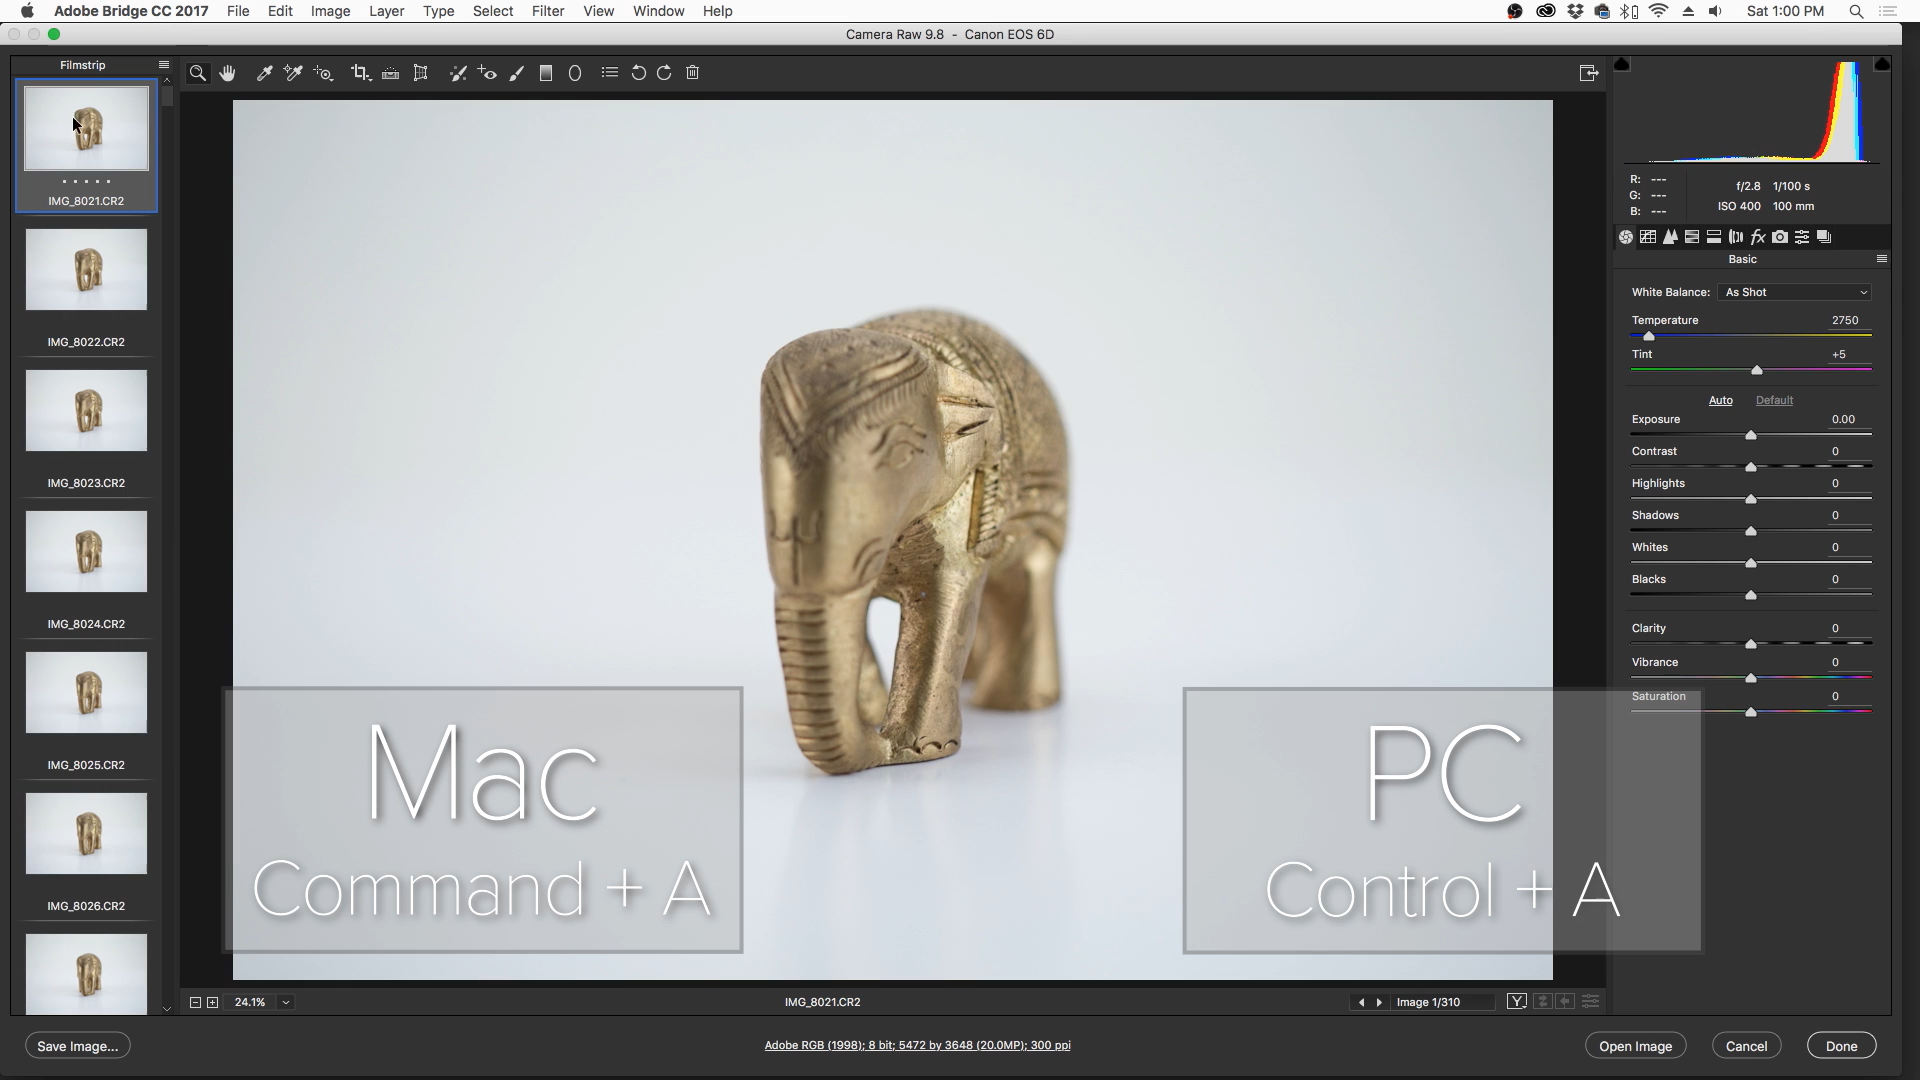 Adobe Bridge CC 2017 File Edit Image Layer Type Select Filter View Window Help Sat 1:00 PM
Camera Raw 9.8 - Canon EOS 6D
Filmstrip
IMG_8021.CR2
IMG_8022.CR2
IMG_8023.CR2
IMG_8024.CR2
IMG_8025.CR2
IMG_8026.CR2
R: ---
G: ---
B: ---
f/2.8 1/100 s
ISO 400 100 mm
fx
Basic
White Balance: As Shot
Temperature 2750
Tint +5
Auto Default
Exposure 0.00
Contrast 0
Highlights 0
Shadows 0
Whites 0
Blacks 0
Clarity 0
Vibrance 0
Saturation 0
Mac
Command + A
PC
Control + A
24.1% IMG_8021.CR2 Image 1/310 Y
Save Image... Adobe RGB (1998); 8 bit; 5472 by 3648 (20.0MP); 300 ppi Open Image Cancel Done